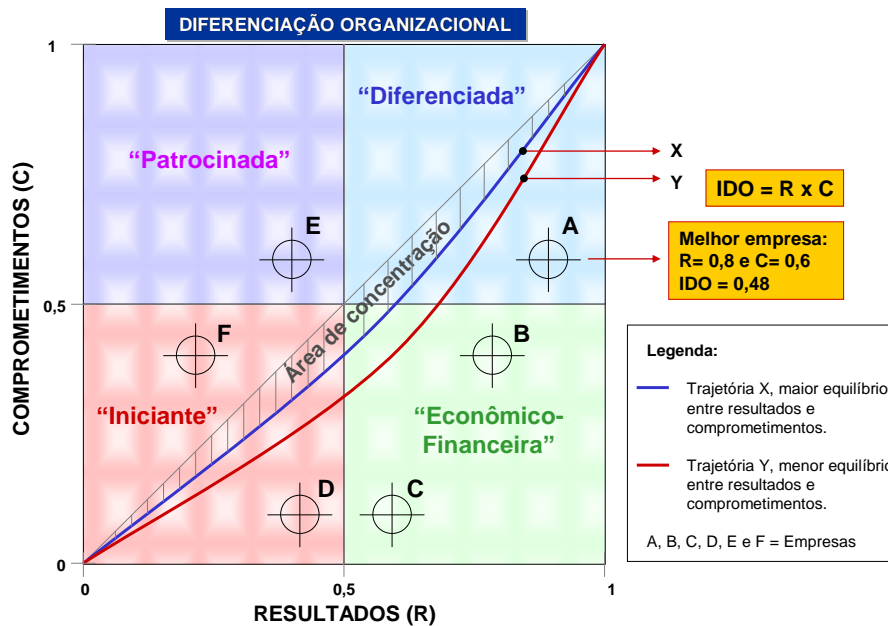 DIFERENCIAÇÃO ORGANIZACIONAL
1
“Diferenciada”
“Patrocinada”
X
Y
IDO = R x C
E
A
Melhor empresa:
R= 0,8 e C= 0,6
IDO = 0,48
COMPROMETIMENTOS (C)
Área de concentração
0,5
F
B
“Iniciante”
“Econômico-
Financeira”
D
C
Legenda:
Trajetória X, maior equilíbrio
entre resultados e
comprometimentos.
Trajetória Y, menor equilíbrio
entre resultados e
comprometimentos.
A, B, C, D, E e F = Empresas
0
0
0,5
1
RESULTADOS (R)